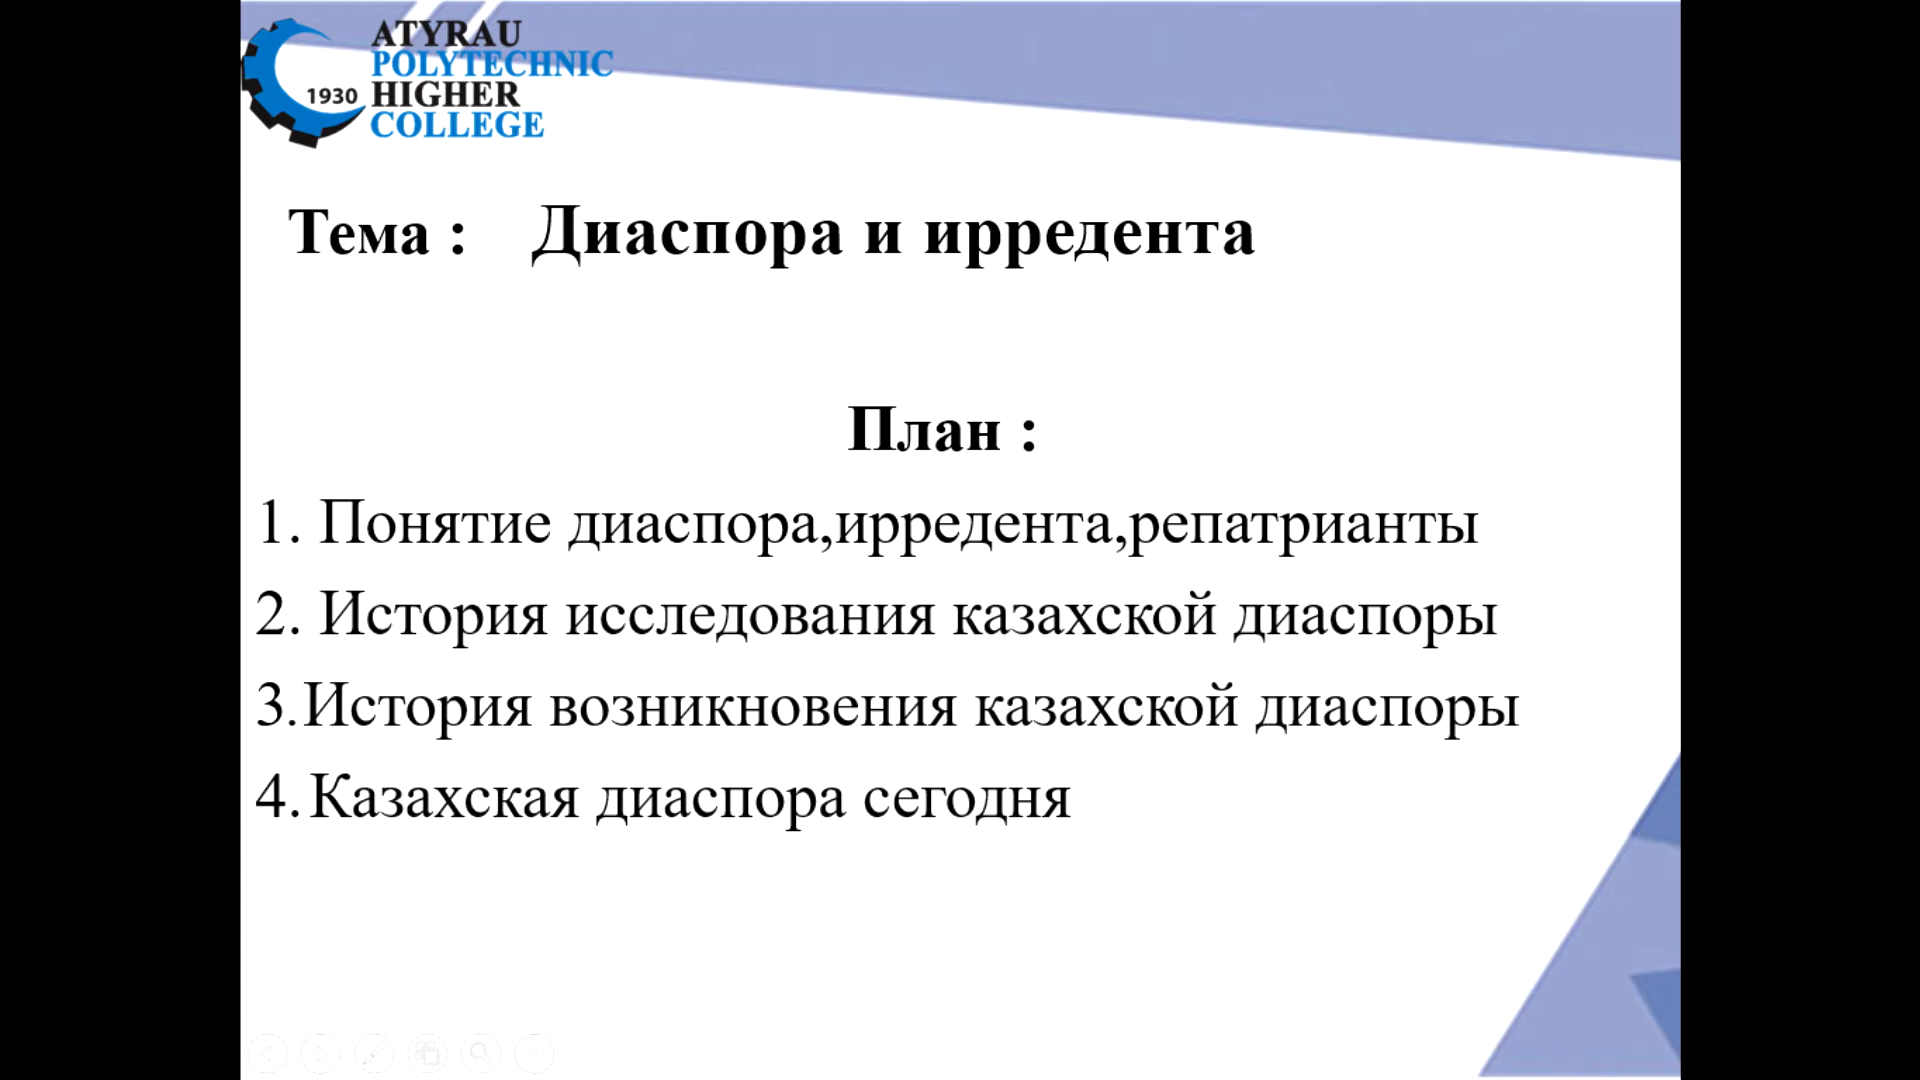 ATYRAU
POLYTECHNIC
HIGHER
COLLEGE
1930
Тема : Диаспора и ирредента
План :
1. Понятие диаспора,ирредента,репатрианты
2. История исследования казахской диаспоры
3.История возникновения казахской диаспоры
4.Казахская диаспора сегодня